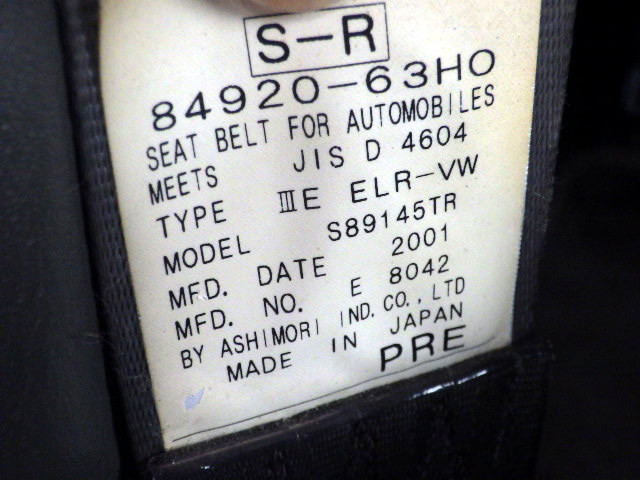 S-R
84920-63H0
SEAT BELT FOR AUTOMOBILES
MEETS JIS D 4604
TYPE ⅢE ELR-VW
MODEL S89145TR
MFD. DATE 2001
MFD. NO. E 8042
BY ASHIMORI IND. CO., LTD
MADE IN JAPAN
PRE